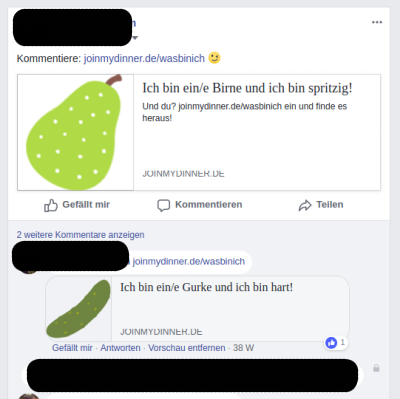 Kommentiere: joinmydinner.de/wasbinich
Ich bin ein/e Birne und ich bin spritzig!
Und du? joinmydinner.de/wasbinich ein und finde es
heraus!
JOINMYDINNER.DE
Gefällt mir Kommentieren Teilen
2 weitere Kommentare anzeigen
joinmydinner.de/wasbinich
Ich bin ein/e Gurke und ich bin hart!
JOINMYDINNER.DE
1
Gefällt mir · Antworten · Vorschau entfernen · 38 W